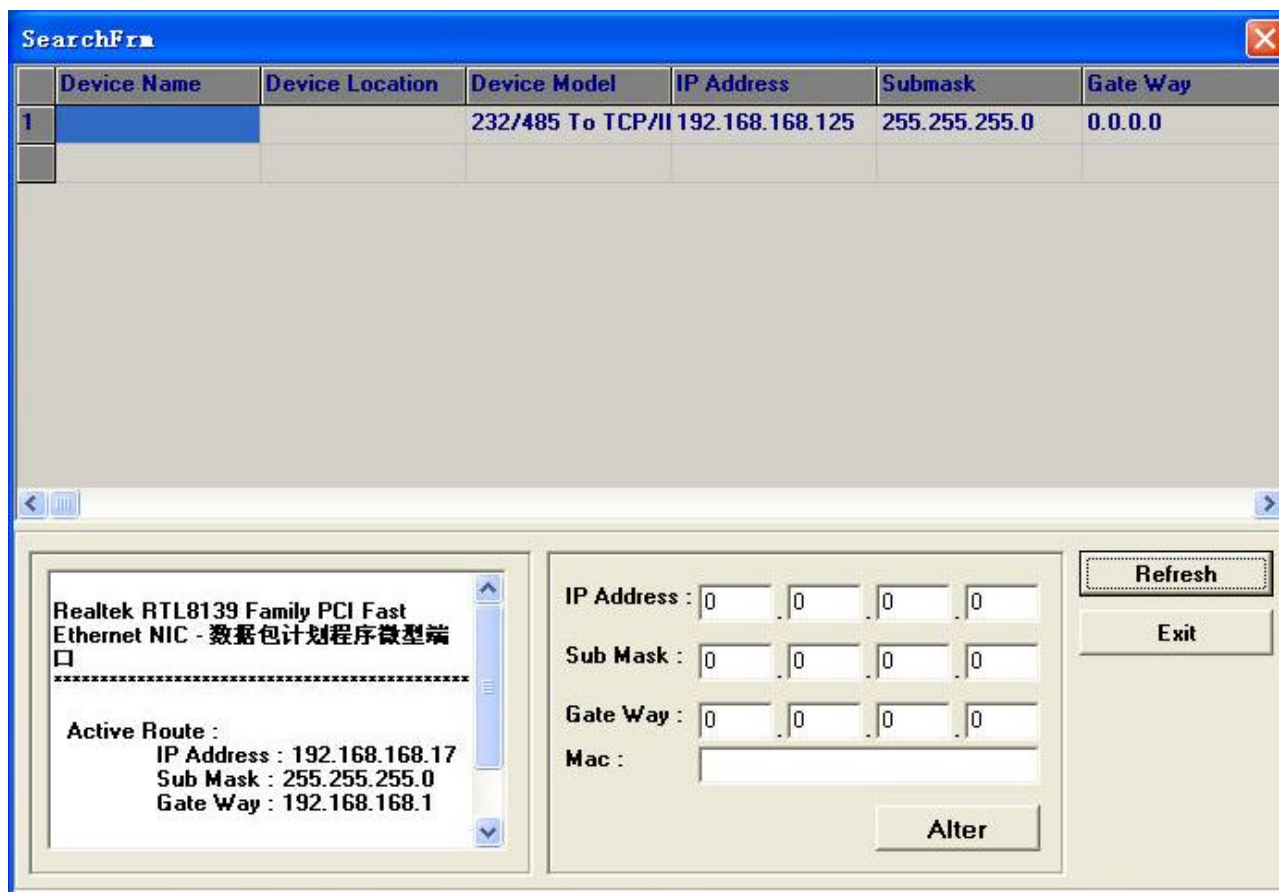 SearchFrm
Device Name Device Location Device Model IP Address Submask Gate Way
1 232/485 To TCP/II 192.168.168.125 255.255.255.0 0.0.0.0
Realtek RTL8139 Family PCI Fast
Ethernet NIC - 数据包计划程序微型端
口
**********************************************
Active Route :
IP Address : 192.168.168.17
Sub Mask : 255.255.255.0
Gate Way : 192.168.168.1
IP Address : 0 . 0 . 0 . 0
Sub Mask : 0 . 0 . 0 . 0
Gate Way : 0 . 0 . 0 . 0
Mac :
Alter
Refresh
Exit